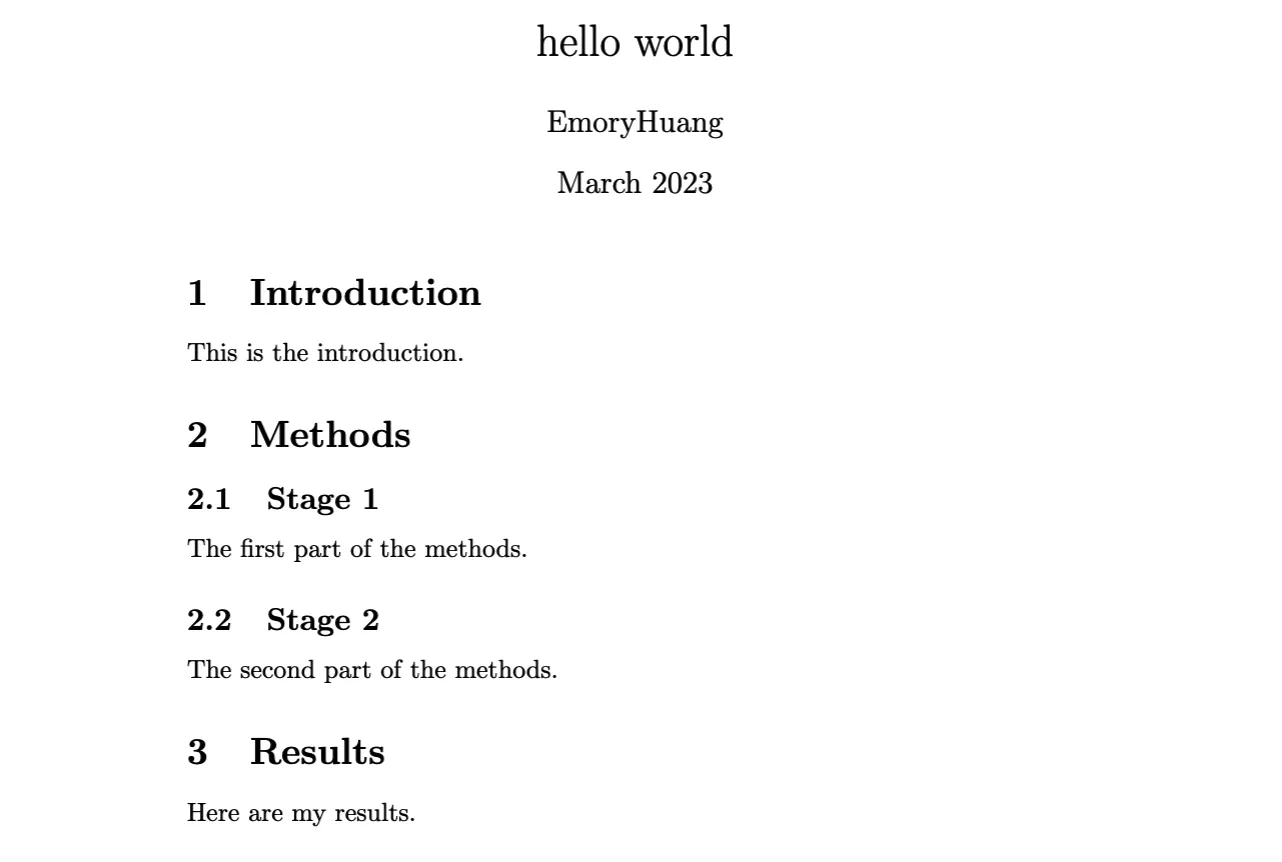 hello world
EmoryHuang
March 2023
1 Introduction
This is the introduction.
2 Methods
2.1 Stage 1
The first part of the methods.
2.2 Stage 2
The second part of the methods.
3 Results
Here are my results.